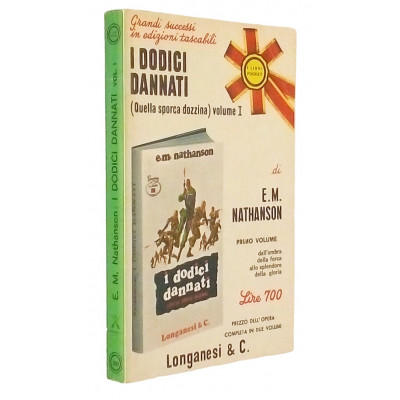 Grandi successi
in edizioni tascabili
I DODICI
DANNATI
(Quella sporca dozzina) volume I
I LIBRI
POCKET
di
E.M.
NATHANSON
PRIMO VOLUME
dall'ombra
della forca
allo splendore
della gloria
Lire 700
PREZZO DELL'OPERA
COMPLETA IN DUE VOLUMI
Longanesi & C.
e.m. nathanson
i dodici
dannati
Longanesi & C.
E. M. Nathanson: I DODICI DANNATI VOL. I